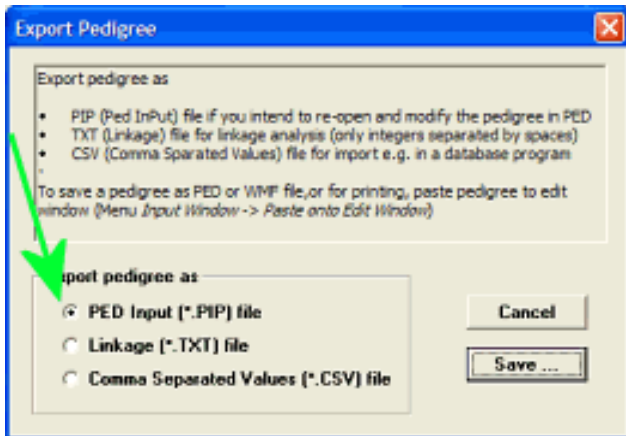 Export Pedigree
Export pedigree as
• PIP (Ped InPut) file if you intend to re-open and modify the pedigree in PED
• TXT (Linkage) file for linkage analysis (only integers separated by spaces)
• CSV (Comma Sparated Values) file for import e.g. in a database program
-
To save a pedigree as PED or WMF file,or for printing, paste pedigree to edit
window (Menu Input Window -> Paste onto Edit Window)
Export pedigree as
PED Input (*.PIP) file
Cancel
Linkage (*.TXT) file
Save ...
Comma Separated Values (*.CSV) file